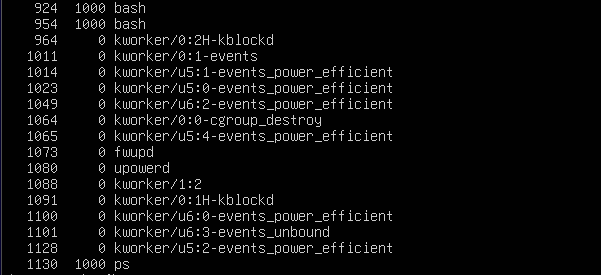 924 1000 bash
954 1000 bash
964 0 kworker/0:2H-kblockd
1011 0 kworker/0:1-events
1014 0 kworker/u5:1-events_power_efficient
1023 0 kworker/u5:0-events_power_efficient
1049 0 kworker/u6:2-events_power_efficient
1064 0 kworker/0:0-cgroup_destroy
1065 0 kworker/u5:4-events_power_efficient
1073 0 fwupd
1080 0 upowerd
1088 0 kworker/1:2
1091 0 kworker/0:1H-kblockd
1100 0 kworker/u6:0-events_power_efficient
1101 0 kworker/u6:3-events_unbound
1128 0 kworker/u5:2-events_power_efficient
1130 1000 ps